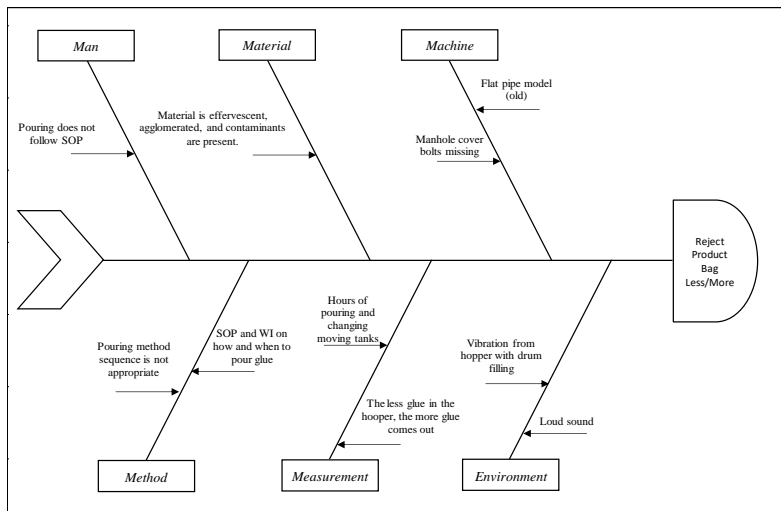 Man
Material
Machine
Flat pipe model
(old)
Material is effervescent,
agglomerated, and contaminants
are present.
Pouring does not
follow SOP
Manhole cover
bolts missing
Reject
Product
Bag
Less/More
Hours of
pouring and
changing
moving tanks
SOP and WI on
how and when to
pour glue
Pouring method
sequence is not
appropriate
Vibration from
hopper with drum
filling
The less glue in the
hooper, the more glue
comes out
Loud sound
Method
Measurement
Environment